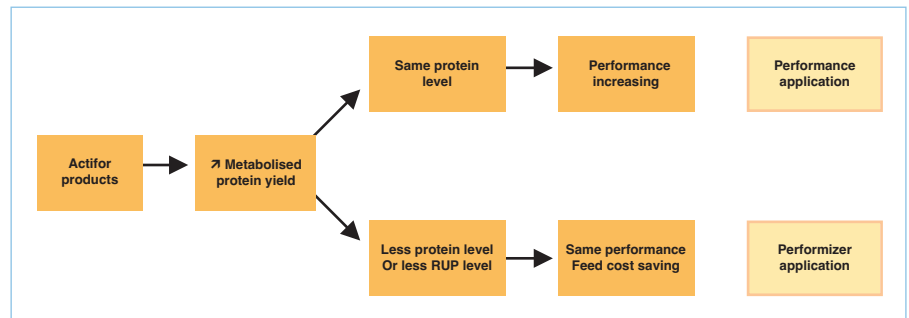 Same protein
level
Performance
increasing
Performance
application
Actifor
products
↗ Metabolised
protein yield
Less protein level
Or less RUP level
Same performance
Feed cost saving
Performizer
application